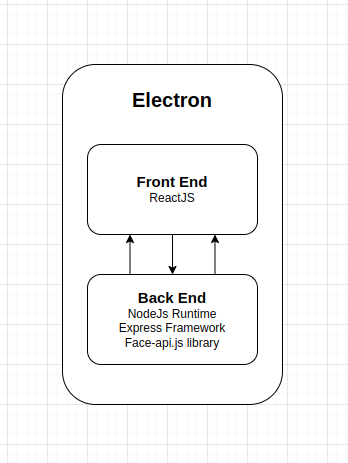 Electron
Front End
ReactJS
Back End
NodeJs Runtime
Express Framework
Face-api.js library